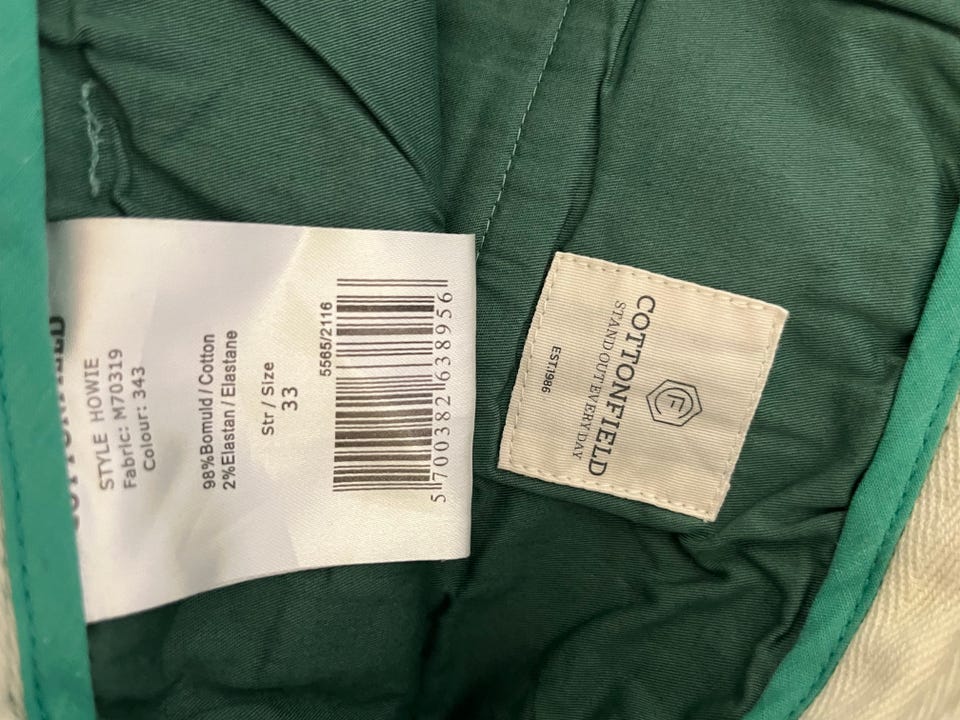 STYLE HOWIE
Fabric: M70319
Colour: 343
98%Bomuld / Cotton
2%Elastan / Elastane
Str / Size
33
5565/2116
5700382638956
COTTONFIELD
STAND OUT EVERY DAY
EST.1986